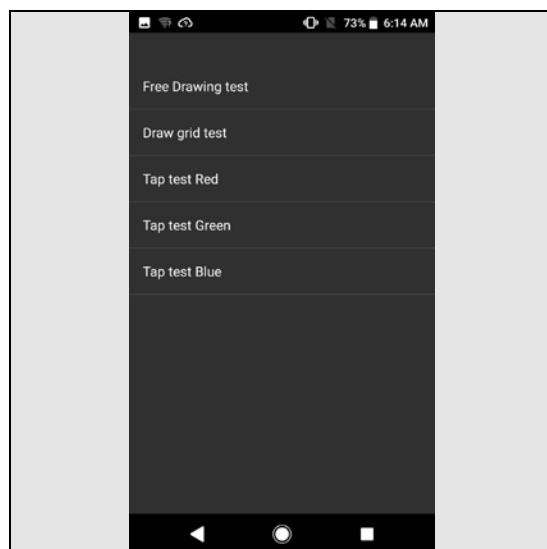 73% 6:14 AM
Free Drawing test
Draw grid test
Tap test Red
Tap test Green
Tap test Blue